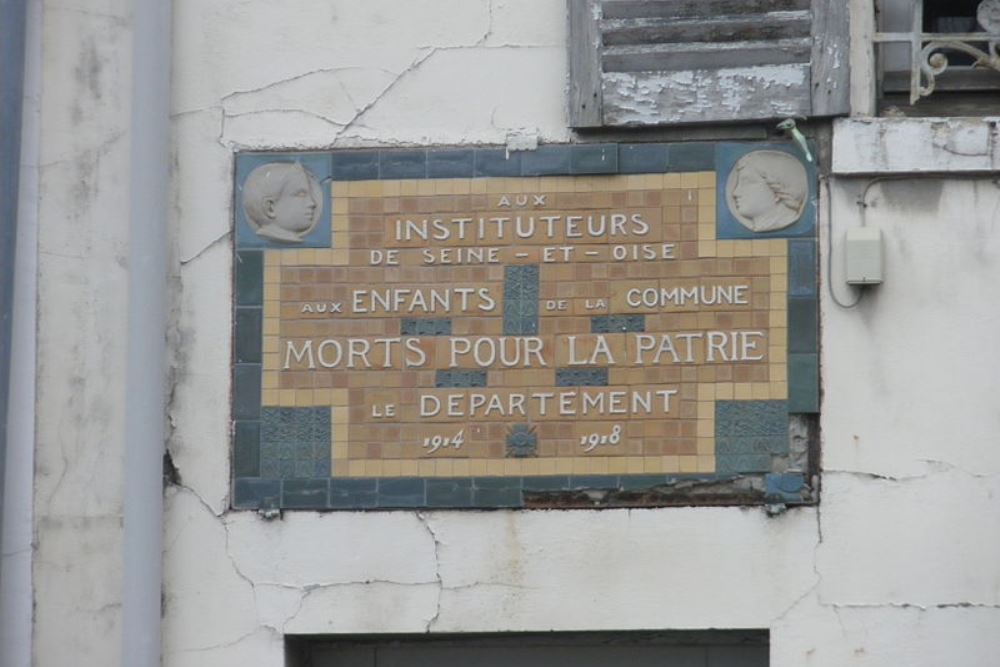 AUX
INSTITUTEURS
DE SEINE - ET - OISE
AUX ENFANTS DE LA COMMUNE
MORTS POUR LA PATRIE
LE DEPARTEMENT
1914 1918